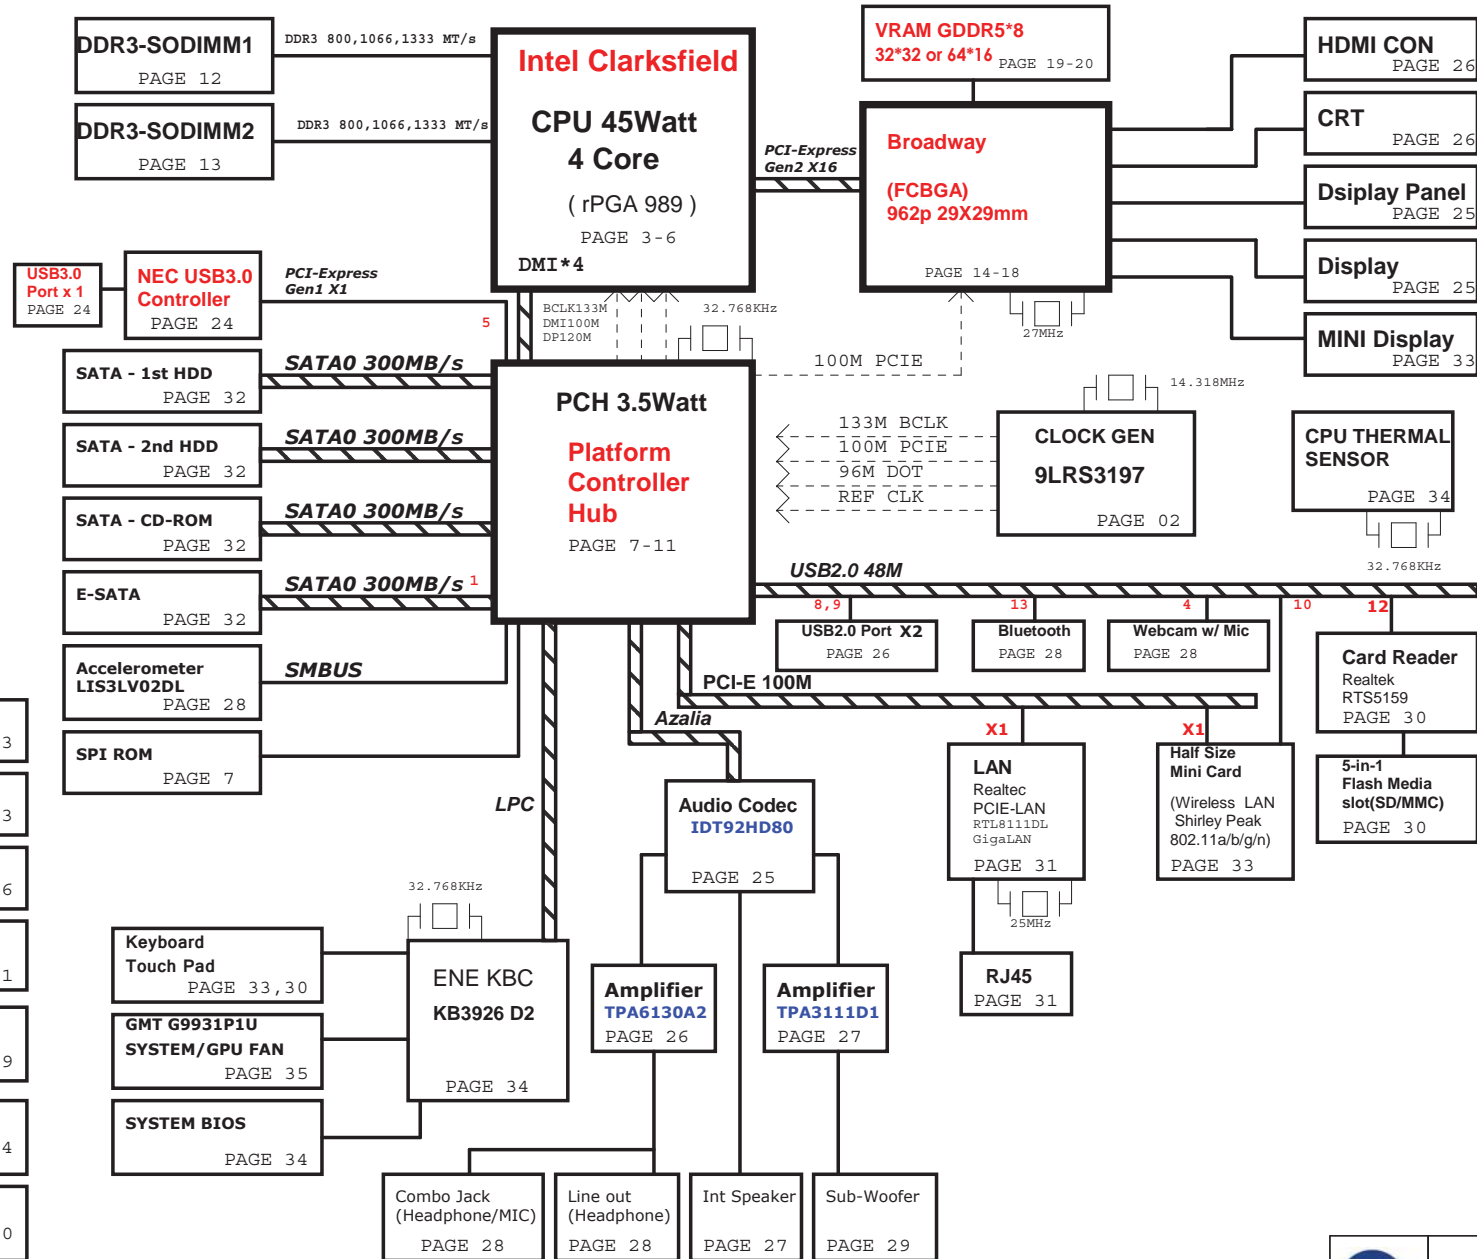 DDR3-SODIMM1
PAGE 12
DDR3 800,1066,1333 MT/s
DDR3-SODIMM2
PAGE 13
DDR3 800,1066,1333 MT/s
Intel Clarksfield
CPU 45Watt
4 Core
( rPGA 989 )
PAGE 3-6
DMI*4
VRAM GDDR5*8
32*32 or 64*16 PAGE 19-20
PCI-Express
Gen2 X16
Broadway
(FCBGA)
962p 29X29mm
PAGE 14-18
27MHz
HDMI CON
PAGE 26
CRT
PAGE 26
Dsiplay Panel
PAGE 25
Display
PAGE 25
MINI Display
PAGE 33
USB3.0
Port x 1
PAGE 24
NEC USB3.0
Controller
PAGE 24
PCI-Express
Gen1 X1
5
BCLK133M
DMI100M
DP120M
32.768KHz
100M PCIE
SATA - 1st HDD
PAGE 32
SATA0 300MB/s
SATA - 2nd HDD
PAGE 32
SATA0 300MB/s
SATA - CD-ROM
PAGE 32
SATA0 300MB/s
E-SATA
PAGE 32
SATA0 300MB/s 1
Accelerometer
LIS3LV02DL
PAGE 28
SMBUS
SPI ROM
PAGE 7
PCH 3.5Watt
Platform
Controller
Hub
PAGE 7-11
133M BCLK
100M PCIE
96M DOT
REF CLK
14.318MHz
CLOCK GEN
9LRS3197
PAGE 02
CPU THERMAL
SENSOR
PAGE 34
32.768KHz
USB2.0 48M
8,9
13
4
10
12
USB2.0 Port X2
PAGE 26
Bluetooth
PAGE 28
Webcam w/ Mic
PAGE 28
Card Reader
Realtek
RTS5159
PAGE 30
5-in-1
Flash Media
slot(SD/MMC)
PAGE 30
PCI-E 100M
X1
X1
LAN
Realtec
PCIE-LAN
RTL8111DL
GigaLAN
PAGE 31
25MHz
RJ45
PAGE 31
Half Size
Mini Card
(Wireless LAN
Shirley Peak
802.11a/b/g/n)
PAGE 33
Azalia
LPC
Audio Codec
IDT92HD80
PAGE 25
Amplifier
TPA6130A2
PAGE 26
Amplifier
TPA3111D1
PAGE 27
32.768KHz
ENE KBC
KB3926 D2
PAGE 34
Keyboard
Touch Pad
PAGE 33,30
GMT G9931P1U
SYSTEM/GPU FAN
PAGE 35
SYSTEM BIOS
PAGE 34
Combo Jack
(Headphone/MIC)
PAGE 28
Line out
(Headphone)
PAGE 28
Int Speaker
PAGE 27
Sub-Woofer
PAGE 29
3
3
6
1
9
4
0